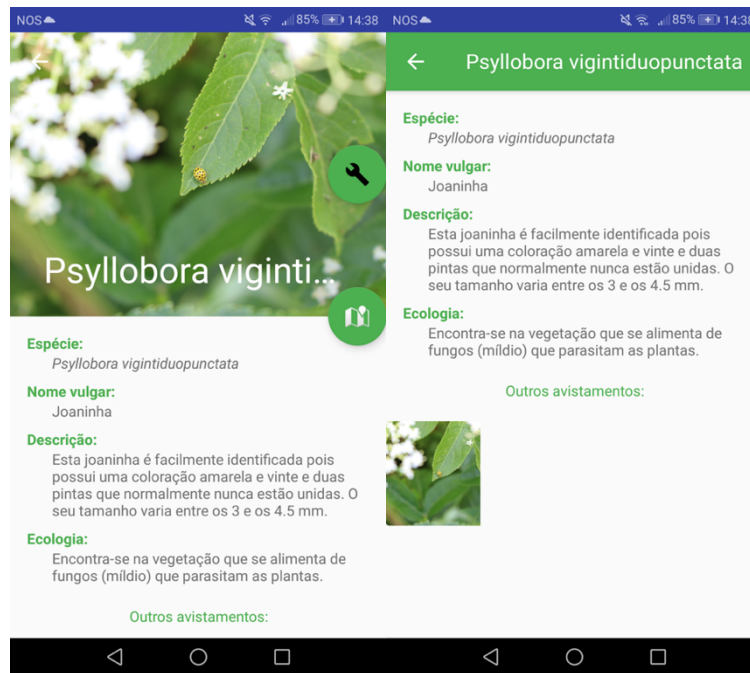 NOS
85%
14:38
Psyllobora viginti...
Espécie:
Psyllobora vigintiduopunctata
Nome vulgar:
Joaninha
Descrição:
Esta joaninha é facilmente identificada pois
possui uma coloração amarela e vinte e duas
pintas que normalmente nunca estão unidas. O
seu tamanho varia entre os 3 e os 4.5 mm.
Ecologia:
Encontra-se na vegetação que se alimenta de
fungos (míldio) que parasitam as plantas.
Outros avistamentos:
NOS
85%
14:38
Psyllobora vigintiduopunctata
Espécie:
Psyllobora vigintiduopunctata
Nome vulgar:
Joaninha
Descrição:
Esta joaninha é facilmente identificada pois
possui uma coloração amarela e vinte e duas
pintas que normalmente nunca estão unidas. O
seu tamanho varia entre os 3 e os 4.5 mm.
Ecologia:
Encontra-se na vegetação que se alimenta de
fungos (míldio) que parasitam as plantas.
Outros avistamentos: